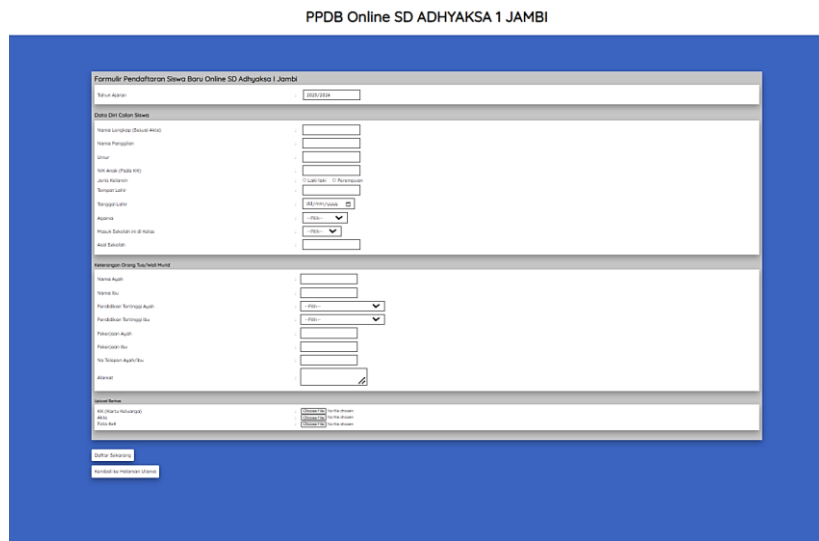 PPDB Online SD ADHYAKSA 1 JAMBI
Formulir Pendaftaran Siswa Baru Online SD Adhyaksa I Jambi
Tahun Ajaran : 2023/2024
Data Diri Calon Siswa
Nama Lengkap (Sesuai Akta) :
Nama Panggilan :
Umur :
NIK Anak (Pada KK) :
Jenis Kelamin : Laki-laki Perempuan
Tempat Lahir :
Tanggal Lahir : dd/mm/yyyy
Agama : --Pilih--
Masuk Sekolah ini di Kelas : --Pilih--
Asal Sekolah :
Keterangan Orang Tua/Wali Murid
Nama Ayah :
Nama Ibu :
Pendidikan Tertinggi Ayah : --Pilih--
Pendidikan Tertinggi Ibu : --Pilih--
Pekerjaan Ayah :
Pekerjaan Ibu :
No Telepon Ayah/Ibu :
Alamat :
Upload Berkas
KK (Kartu Keluarga) : Choose File No file chosen
Akta : Choose File No file chosen
Foto 4x6 : Choose File No file chosen
Daftar Sekarang
Kembali ke Halaman Utama